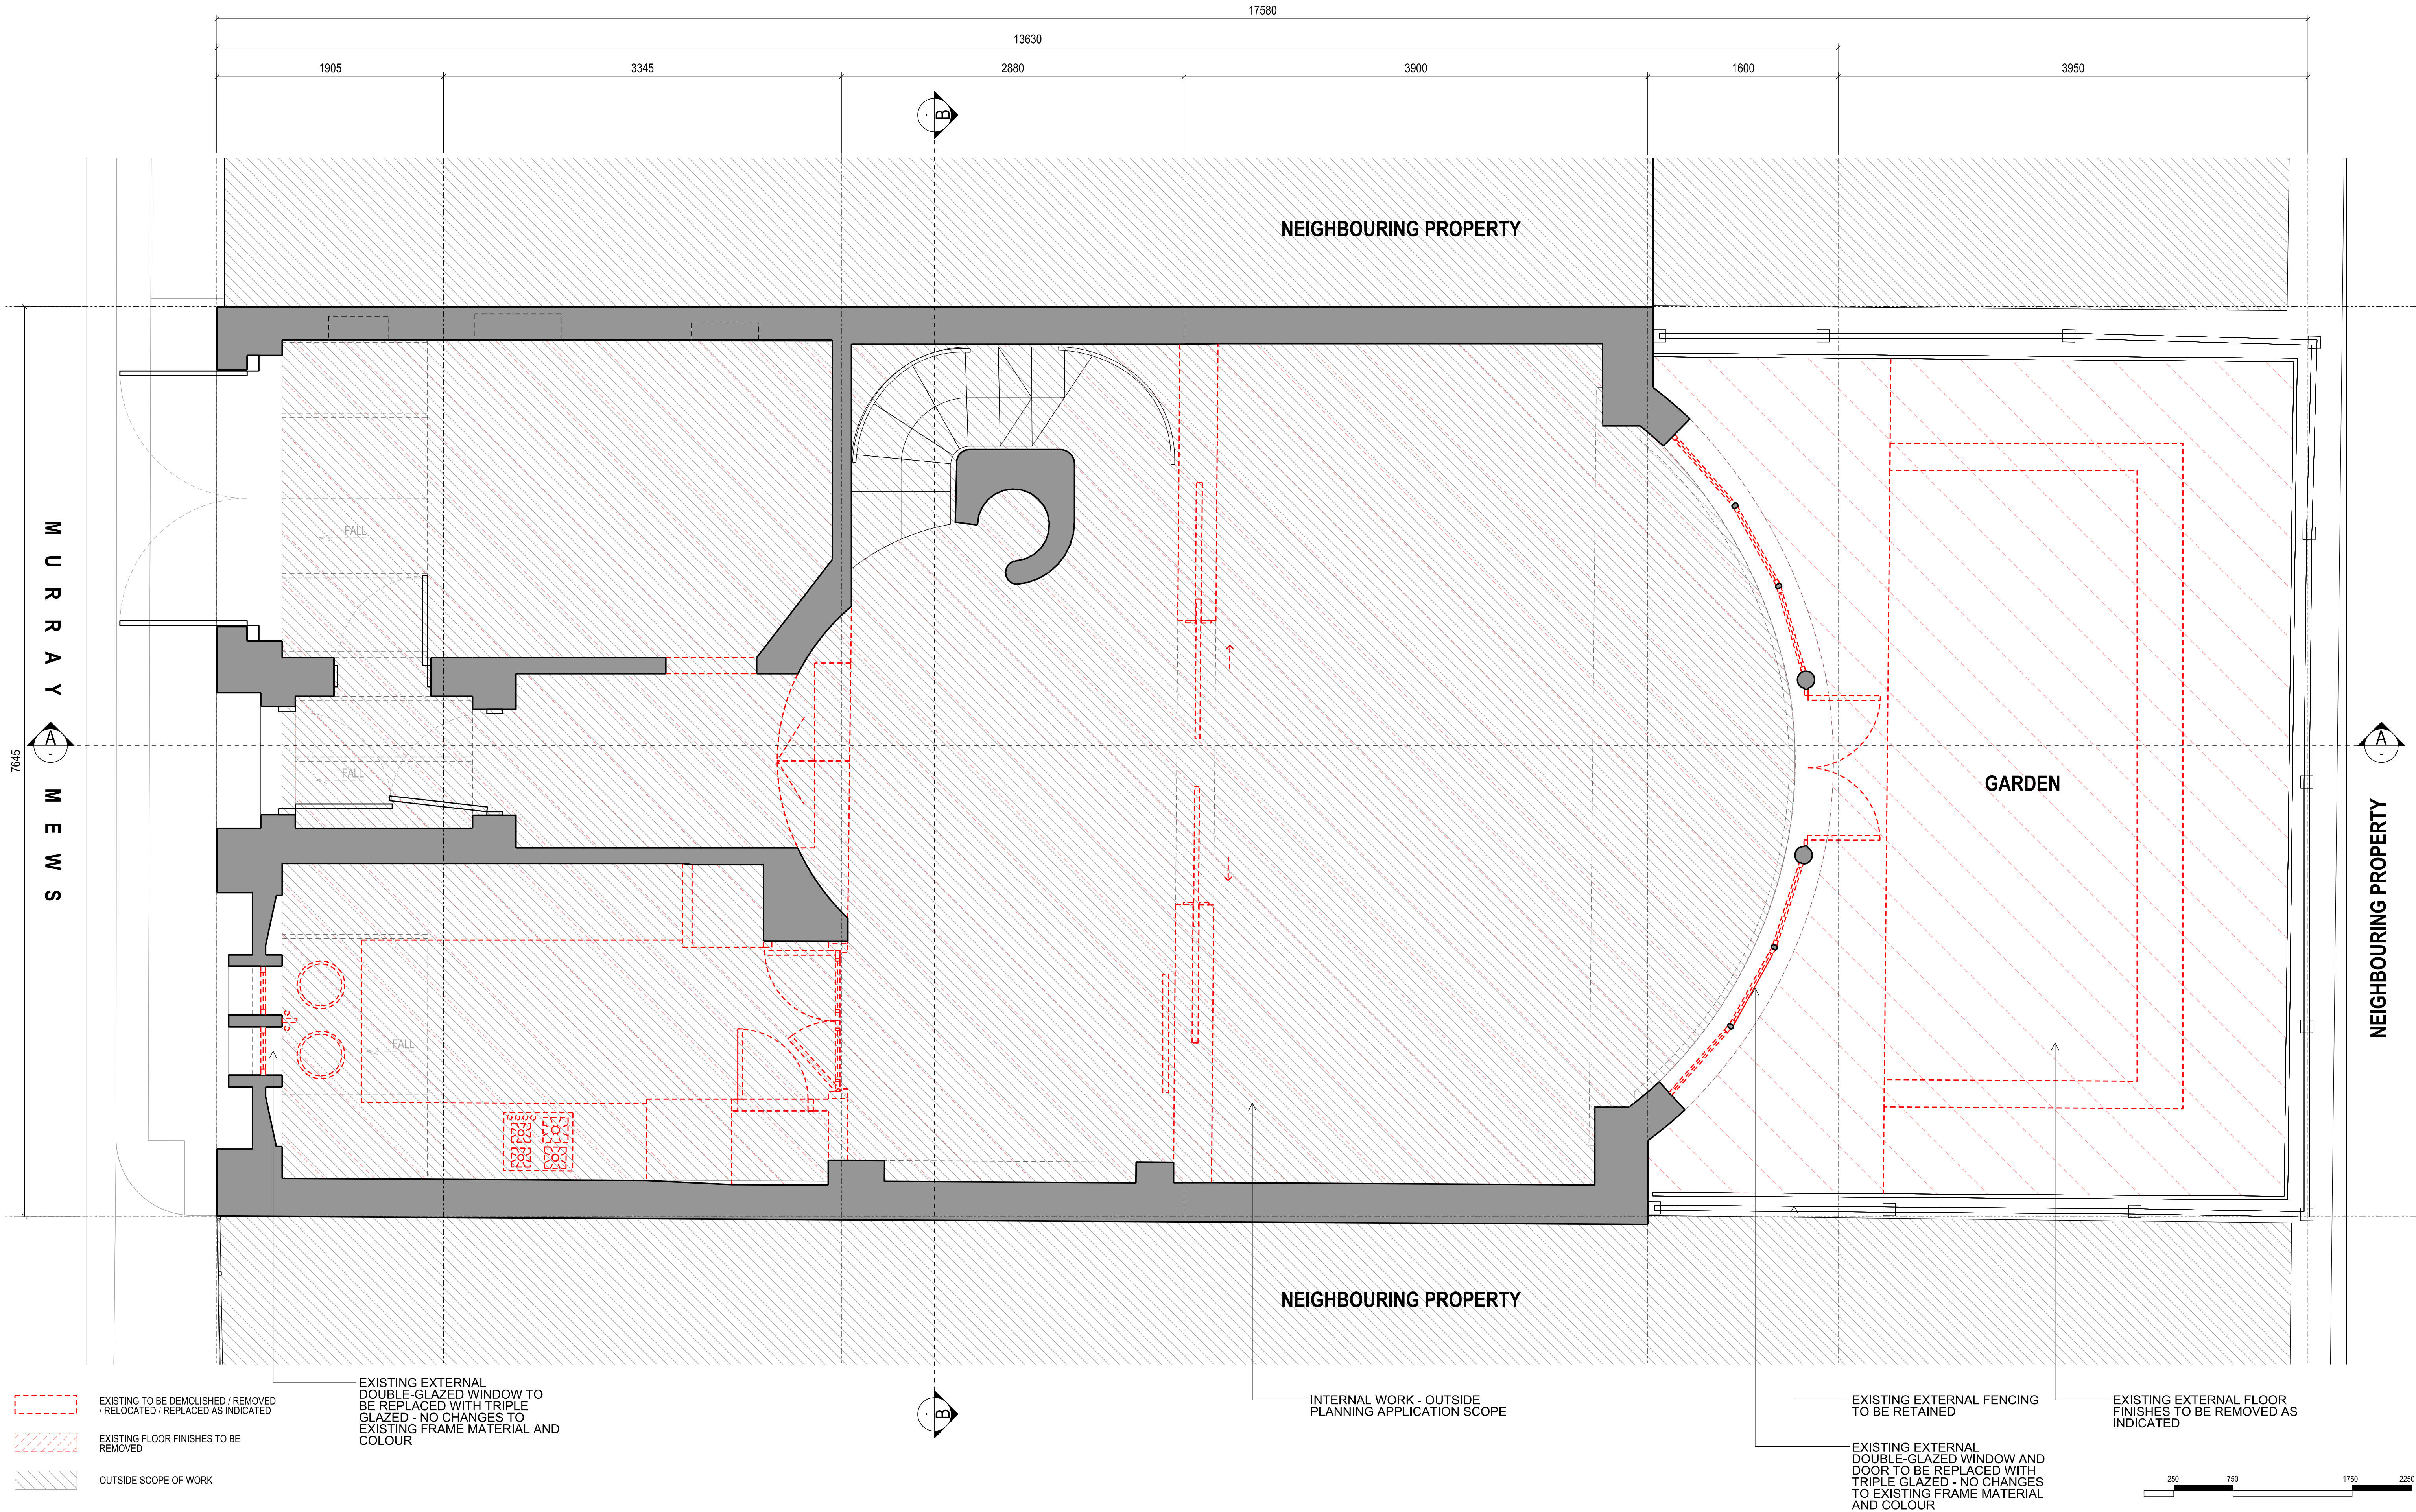 17580
13630
1905
3345
2880
3900
1600
3950
B
NEIGHBOURING PROPERTY
MURRAY MEWS
7645
A
FALL
FALL
FALL
GARDEN
A
NEIGHBOURING PROPERTY
NEIGHBOURING PROPERTY
B
EXISTING TO BE DEMOLISHED / REMOVED
/ RELOCATED / REPLACED AS INDICATED
EXISTING FLOOR FINISHES TO BE
REMOVED
OUTSIDE SCOPE OF WORK
EXISTING EXTERNAL
DOUBLE-GLAZED WINDOW TO
BE REPLACED WITH TRIPLE
GLAZED - NO CHANGES TO
EXISTING FRAME MATERIAL AND
COLOUR
INTERNAL WORK - OUTSIDE
PLANNING APPLICATION SCOPE
EXISTING EXTERNAL FENCING
TO BE RETAINED
EXISTING EXTERNAL
DOUBLE-GLAZED WINDOW AND
DOOR TO BE REPLACED WITH
TRIPLE GLAZED - NO CHANGES
TO EXISTING FRAME MATERIAL
AND COLOUR
EXISTING EXTERNAL FLOOR
FINISHES TO BE REMOVED AS
INDICATED
250
750
1750
2250